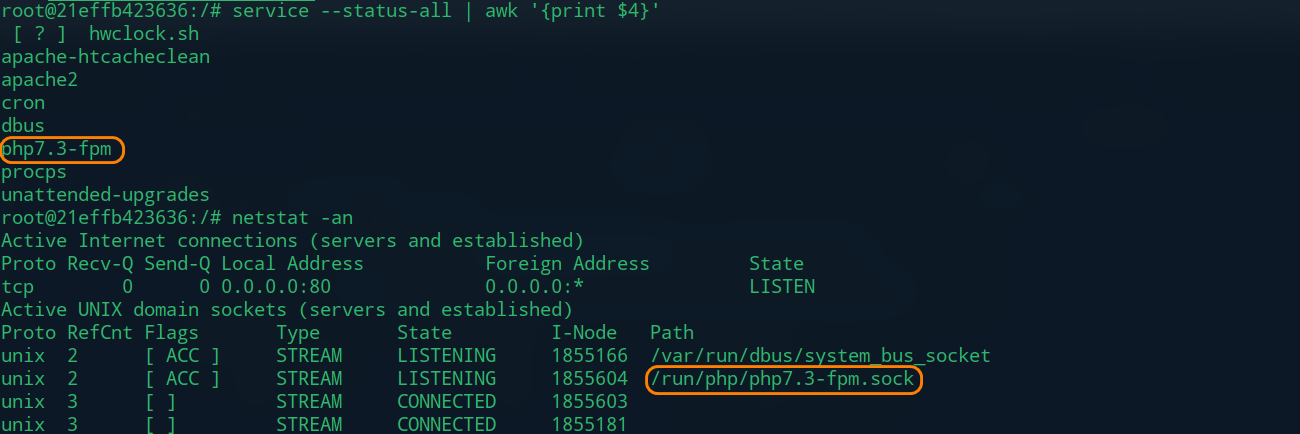 root@21effb423636:/# service --status-all | awk '{print $4}'
 [ ? ]  hwclock.sh
apache-htcacheclean
apache2
cron
dbus
php7.3-fpm
procps
unattended-upgrades
root@21effb423636:/# netstat -an
Active Internet connections (servers and established)
Proto Recv-Q Send-Q Local Address           Foreign Address         State
tcp        0      0 0.0.0.0:80              0.0.0.0:*               LISTEN
Active UNIX domain sockets (servers and established)
Proto RefCnt Flags       Type       State         I-Node   Path
unix  2      [ ACC ]     STREAM     LISTENING     1855166  /var/run/dbus/system_bus_socket
unix  2      [ ACC ]     STREAM     LISTENING     1855604  /run/php/php7.3-fpm.sock
unix  3      [ ]         STREAM     CONNECTED     1855603
unix  3      [ ]         STREAM     CONNECTED     1855181